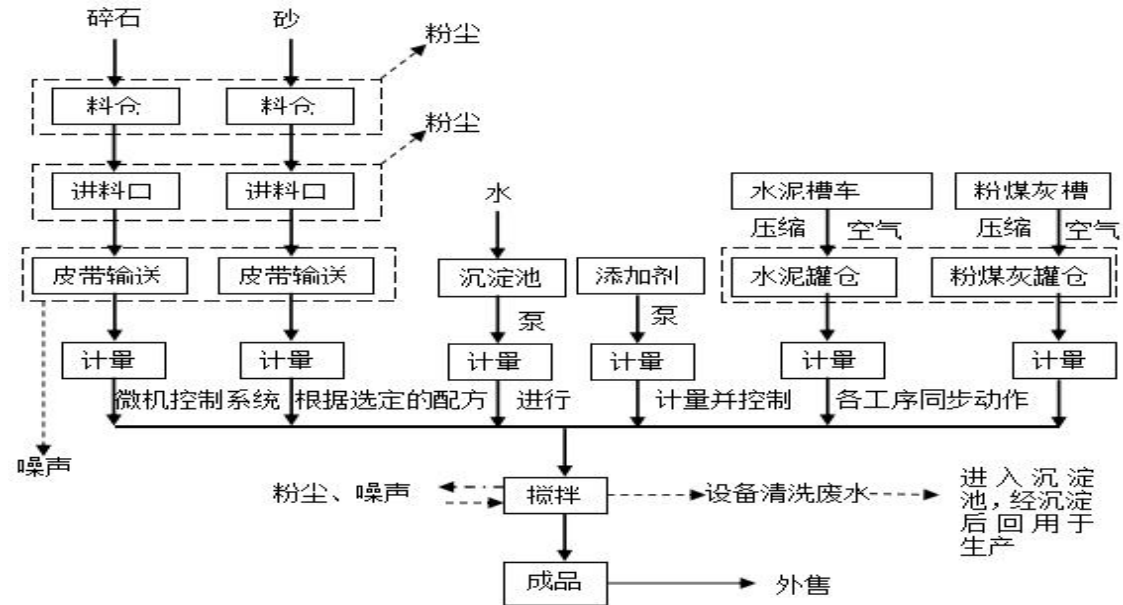 碎石
砂
粉尘
料仓
料仓
粉尘
进料口
进料口
水
水泥槽车
粉煤灰槽
压缩
空气
压缩
空气
皮带输送
皮带输送
沉淀池
添加剂
水泥罐仓
粉煤灰罐仓
泵
泵
计量
计量
计量
计量
计量
计量
微机控制系统
根据选定的配方
进行
计量并控制
各工序同步动作
噪声
粉尘、噪声
搅拌
设备清洗废水
进入沉淀
池,经沉淀
后回用于
生产
成品
外售